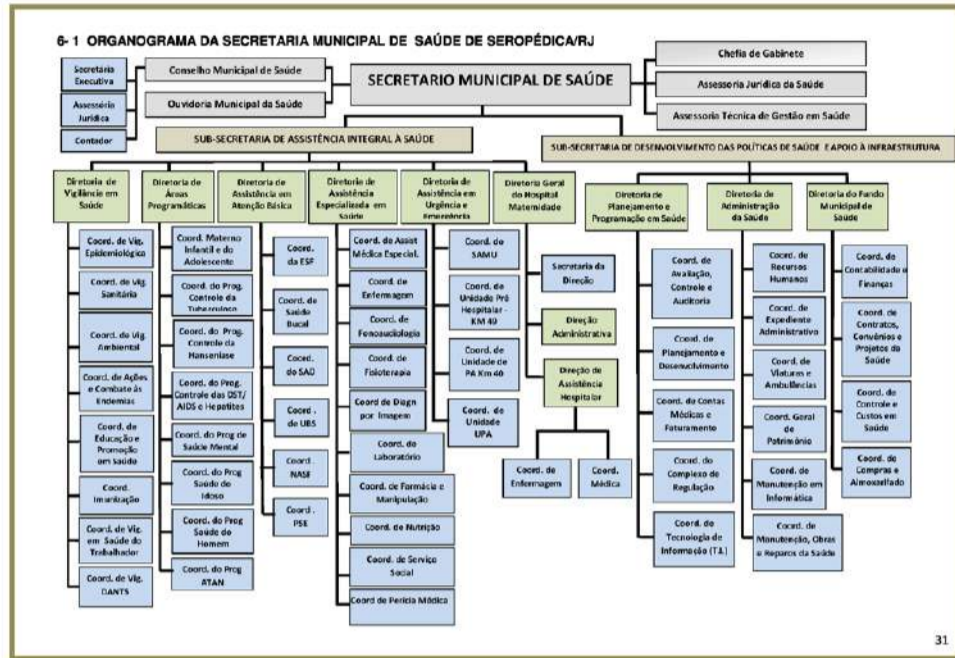 6- 1 ORGANOGRAMA DA SECRETARIA MUNICIPAL DE SAÚDE DE SEROPÉDICA/RJ
Secretária
Executiva
Assessória
Jurídica
Contador
Conselho Municipal de Saúde
Ouvidoria Municipal da Saúde
SECRETARIO MUNICIPAL DE SAÚDE
Chefia de Gabinete
Assessoria Jurídica da Saúde
Assessoria Técnica de Gestão em Saúde
SUB-SECRETARIA DE ASSISTÊNCIA INTEGRAL À SAÚDE
SUB-SECRETARIA DE DESENVOLVIMENTO DAS POLÍTICAS DE SAÚDE E APOIO À INFRAESTRUTURA
Diretoria de
Vigilância em
Saúde
Coord. de Vig.
Epidemiológica
Coord. de Vig.
Sanitária
Coord. de Vig.
Ambiental
Coord. de Ações
e Combate às
Endemias
Coord. de
Educação e
Promoção
em Saúde
Coord.
Imunização
Coord. de Vig.
em Saúde do
Trabalhador
Coord. de Vig.
DANTS
Diretoria de
Áreas
Programáticas
Coord. Materno
Infantil e do
Adolescente
Coord. do Prog.
Controle da
Coord. do Prog.
Controle da
Hanseníase
Coord. do Prog.
Controle das DST/
AIDS e Hepatites
Coord. do Prog de
Saúde Mental
Coord. do Prog
Saúde do
Idoso
Coord. do Prog
Saúde do
Homem
Coord. do Prog
ATAN
Diretoria de
Assistência em
Atenção Básica
Coord.
da ESF
Coord. de
Saúde
Bucal
Coord.
do SAD
Coord .
de UBS
Coord .
NASF
Coord .
PSE
Diretoria de
Assistência
Especializada em
Saúde
Coord. de Assist
Médica Especial.
Coord. de
Enfermagem
Coord. de
Fonoaudiologia
Coord. de
Fisioterapia
Coord de Diagn
por Imagem
Coord. de
Laboratório
Coord. de Farmácia e
Manipulação
Coord. de Nutrição
Coord. de Serviço
Social
Coord de Perícia Médica
Diretoria de
Assistência em
Urgência e
Emergência
Coord. do
SAMU
Coord. de
Unidade Pré
Hospitalar -
KM 49
Coord. de
Unidade de
PA Km 40
Coord. de
Unidade
UPA
Diretoria Geral
do Hospital
Maternidade
Secretaria da
Direção
Direção
Administrativa
Direção de
Assistência
Hospitalar
Coord. de
Enfermagem
Coord.
Médica
Diretoria de
Planejamento e
Programação em Saúde
Coord. de
Avaliação,
Controle e
Auditoria
Coord. de
Planejamento e
Desenvolvimento
Coord. de Contas
Médicas e
Faturamento
Coord. do
Complexo de
Regulação
Coord. de
Tecnologia de
Informação (T.I.)
Diretoria de
Administração
da Saúde
Coord. de
Recursos
Humanos
Coord. de
Expediente
Administrativo
Coord. de
Viaturas e
Ambulâncias
Coord. Geral
de
Patrimônio
Coord. de
Manutenção em
Informática
Coord. de
Manutenção, Obras
e Reparos da Saúde
Diretoria do Fundo
Municipal de
Saúde
Coord. de
Contabilidade e
Finanças
Coord. de
Contratos,
Convênios e
Projetos da
Saúde
Coord. de
Controle e
Custos em
Saúde
Coord. de
Compras e
Almoxarifado
31